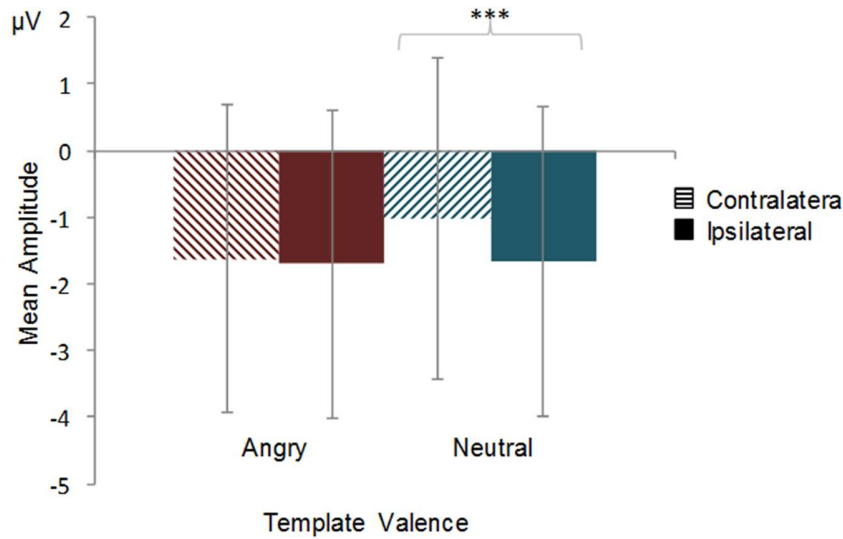 µV
2
***
1
0
-1
-2
-3
-4
-5
Mean Amplitude
Contralatera
Ipsilateral
Angry
Neutral
Template Valence